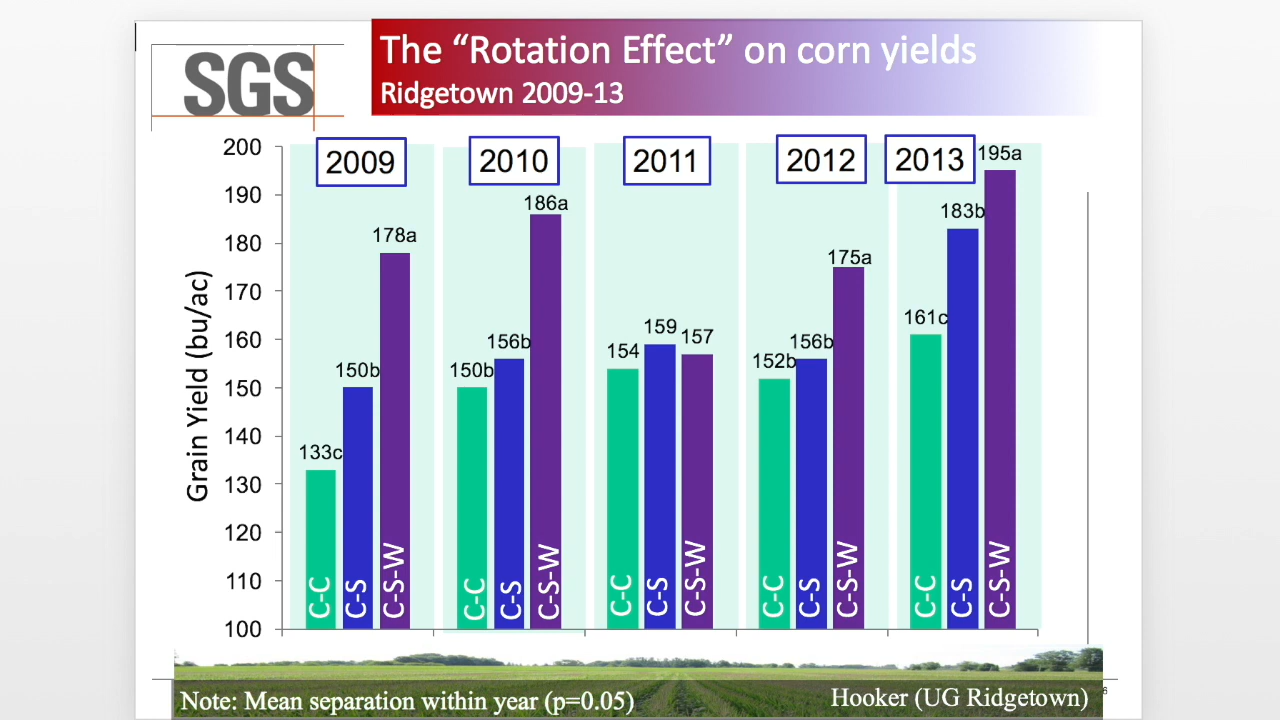 SGS
The “Rotation Effect” on corn yields
Ridgetown 2009-13
2009
2010
2011
2012
2013
Grain Yield (bu/ac)
200
190
180
170
160
150
140
130
120
110
100
133c
150b
178a
150b
156b
186a
154
159
157
152b
156b
175a
161c
183b
195a
C-C
C-S
C-S-W
C-C
C-S
C-S-W
C-C
C-S
C-S-W
C-C
C-S
C-S-W
C-C
C-S
C-S-W
Note: Mean separation within year (p=0.05)
Hooker (UG Ridgetown)
6